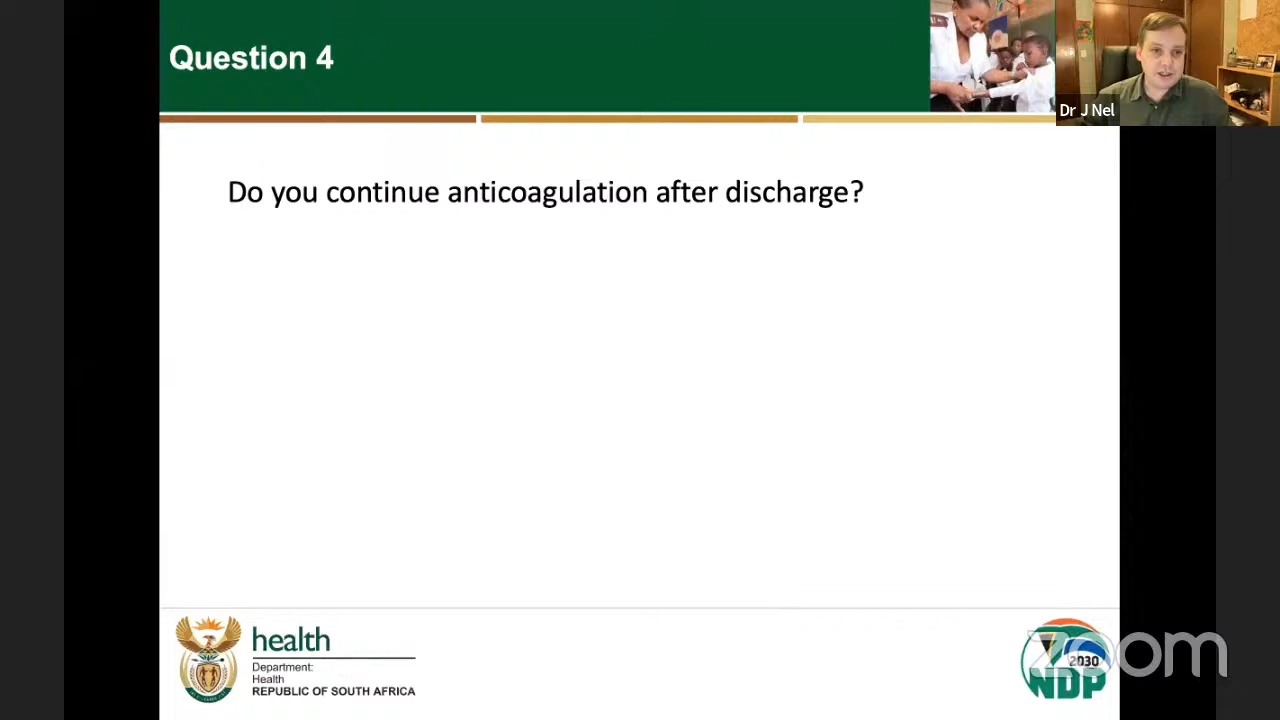 Question 4
Dr J Nel
Do you continue anticoagulation after discharge?
health
Department:
Health
REPUBLIC OF SOUTH AFRICA
2030
NDP
zoom